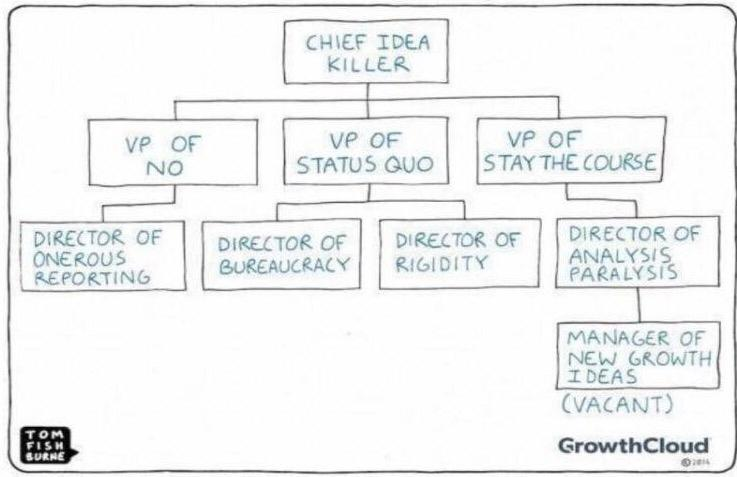 CHIEF IDEA
KILLER
VP OF
NO
VP OF
STATUS QUO
VP OF
STAY THE COURSE
DIRECTOR OF
ONEROUS
REPORTING
DIRECTOR OF
BUREAUCRACY
DIRECTOR OF
RIGIDITY
DIRECTOR OF
ANALYSIS
PARALYSIS
MANAGER OF
NEW GROWTH
IDEAS
(VACANT)
TOM
FISH
BURNE
GrowthCloud
©2014